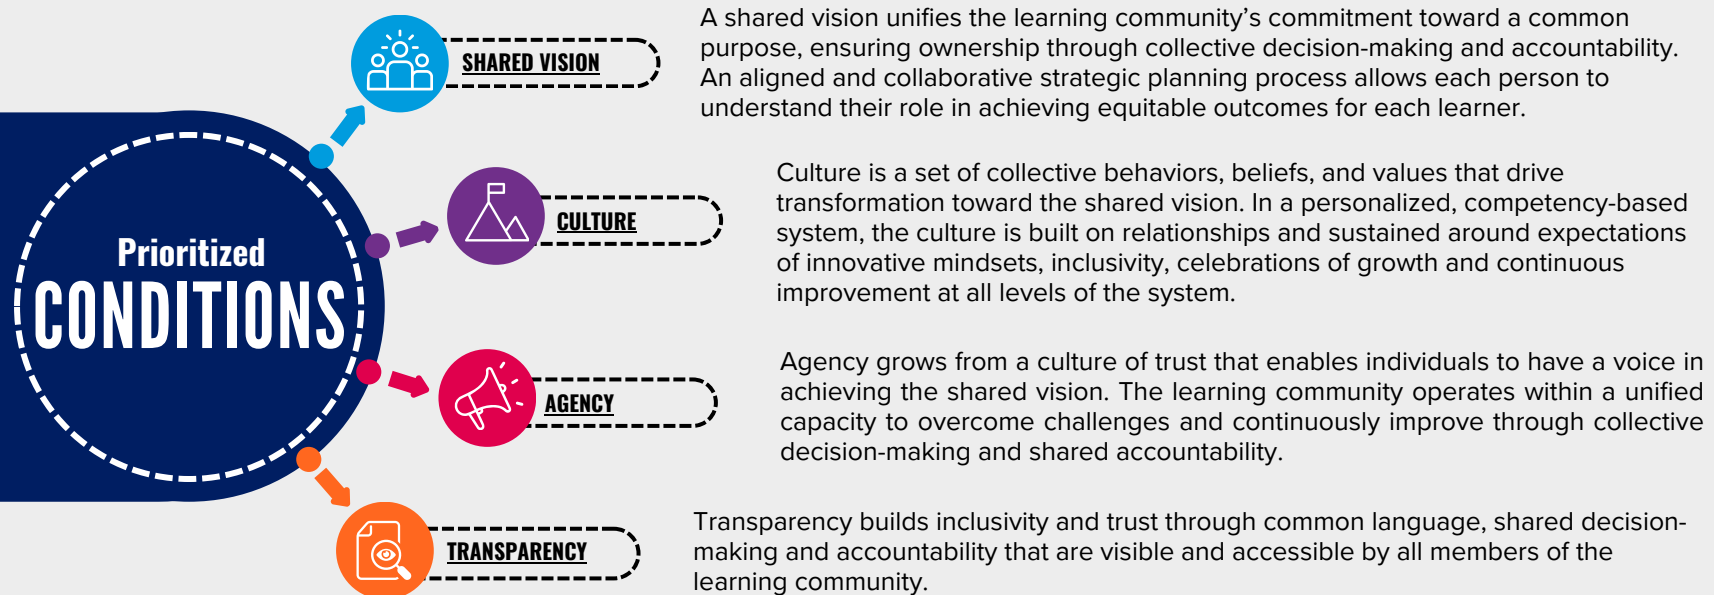 Prioritized
CONDITIONS
SHARED VISION
A shared vision unifies the learning community’s commitment toward a common
purpose, ensuring ownership through collective decision-making and accountability.
An aligned and collaborative strategic planning process allows each person to
understand their role in achieving equitable outcomes for each learner.
CULTURE
Culture is a set of collective behaviors, beliefs, and values that drive
transformation toward the shared vision. In a personalized, competency-based
system, the culture is built on relationships and sustained around expectations
of innovative mindsets, inclusivity, celebrations of growth and continuous
improvement at all levels of the system.
AGENCY
Agency grows from a culture of trust that enables individuals to have a voice in
achieving the shared vision. The learning community operates within a unified
capacity to overcome challenges and continuously improve through collective
decision-making and shared accountability.
TRANSPARENCY
Transparency builds inclusivity and trust through common language, shared decision-
making and accountability that are visible and accessible by all members of the
learning community.